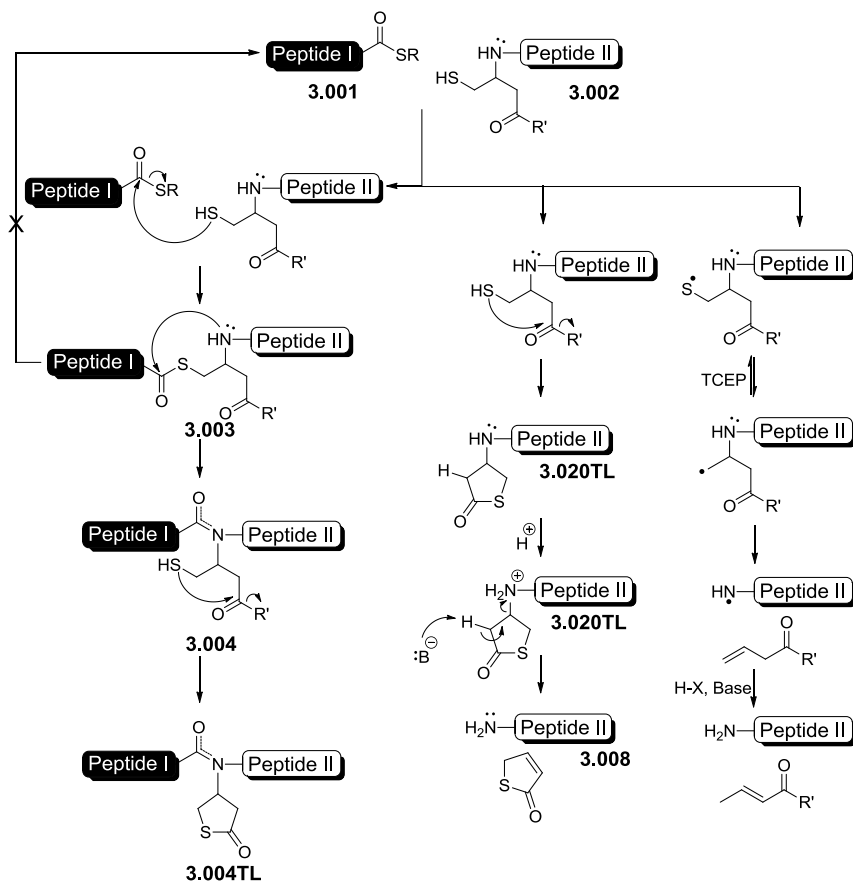 O
Peptide I
SR
3.001
HN
Peptide II
HS
O
R'
3.002
O
Peptide I
SR
HN
Peptide II
HS
O
R'
X
HN
Peptide II
HS
O
R'
HN
Peptide II
S
O
R'
TCEP
HN
Peptide II
Peptide I
S
O
O
R'
3.003
HN
Peptide II
H
O
S
3.020TL
HN
Peptide II
O
R'
O
Peptide I
N
Peptide II
HS
O
R'
3.004
H
⊕
⊕
H2N
Peptide II
H
:B
⊖
O
S
3.020TL
HN
Peptide II
O
R'
H-X, Base
O
Peptide I
N
Peptide II
S
O
3.004TL
H2N
Peptide II
3.008
S
O
H2N
Peptide II
O
R'